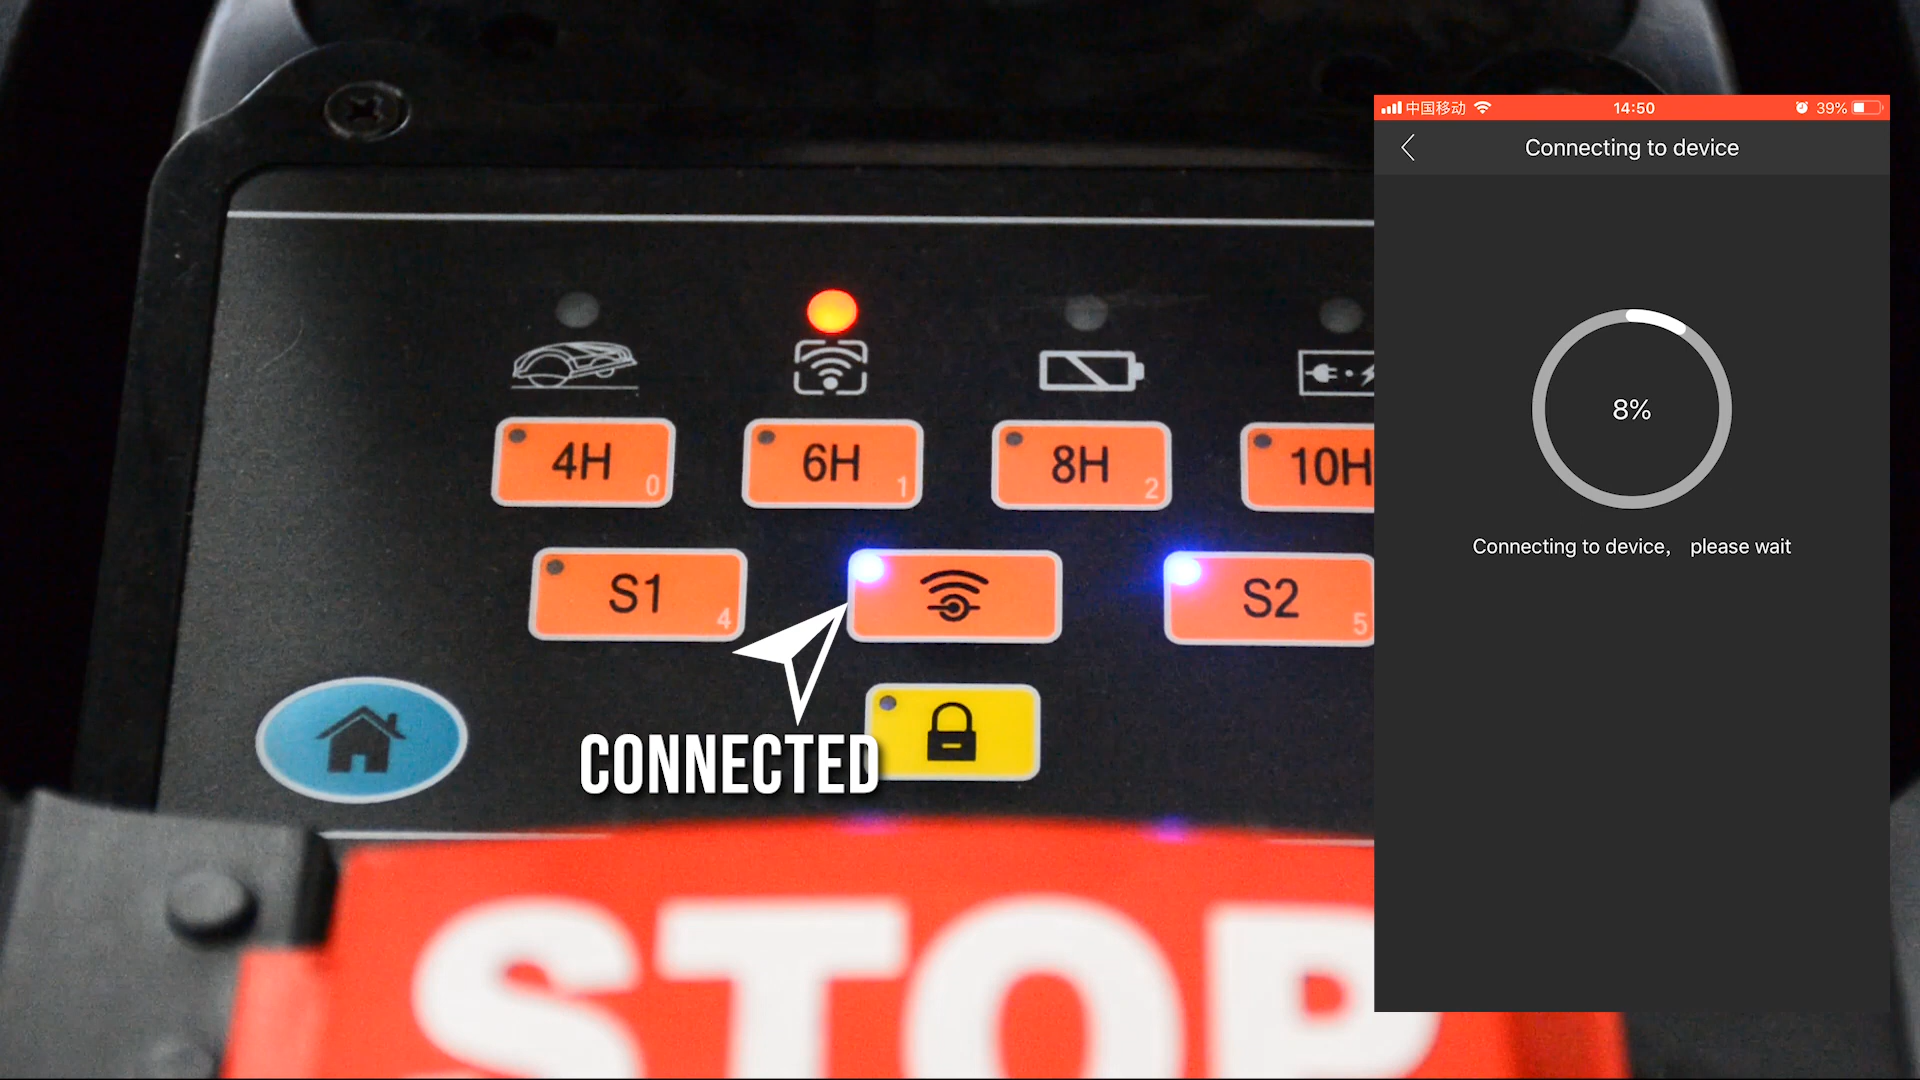 中国移动 14:50 39%
Connecting to device
8%
Connecting to device， please wait
4H 0
6H 1
8H 2
10H
S1 4
S2 5
CONNECTED
STOP